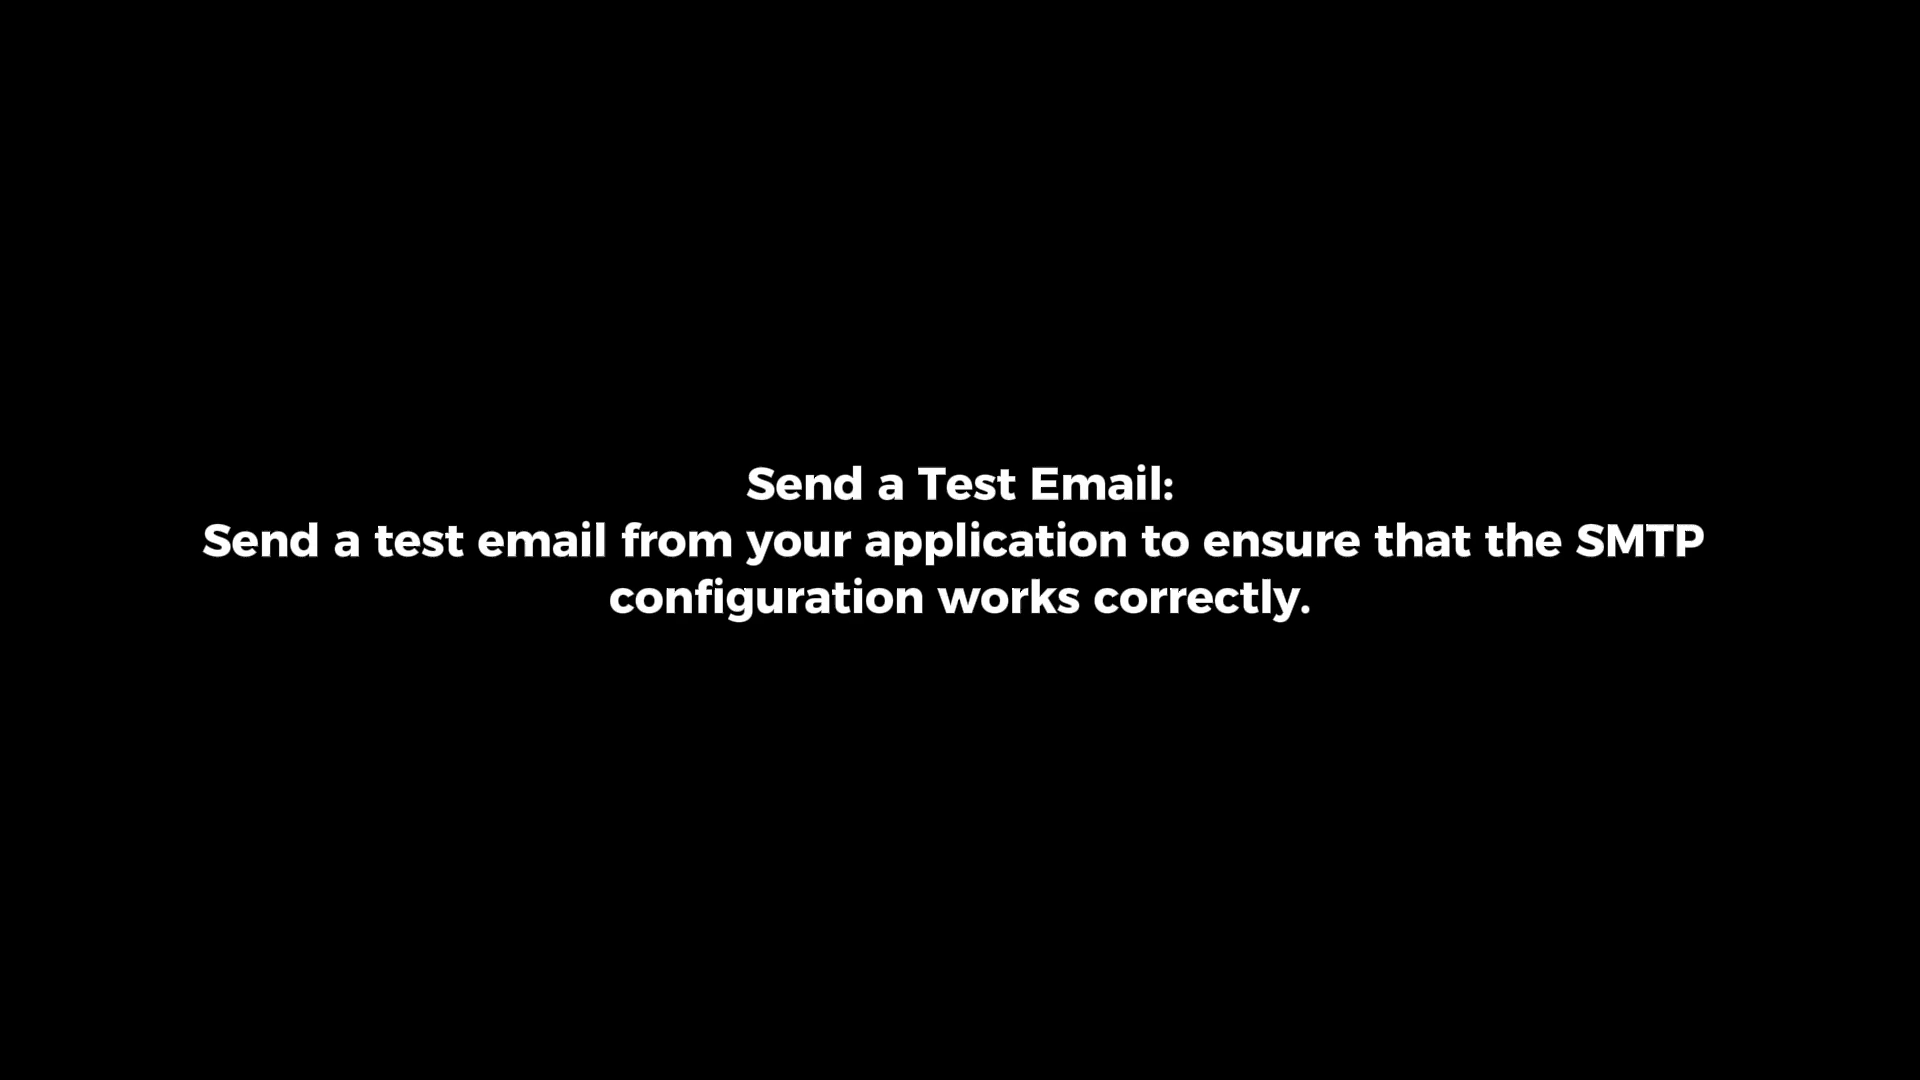 Send a Test Email:
Send a test email from your application to ensure that the SMTP
configuration works correctly.